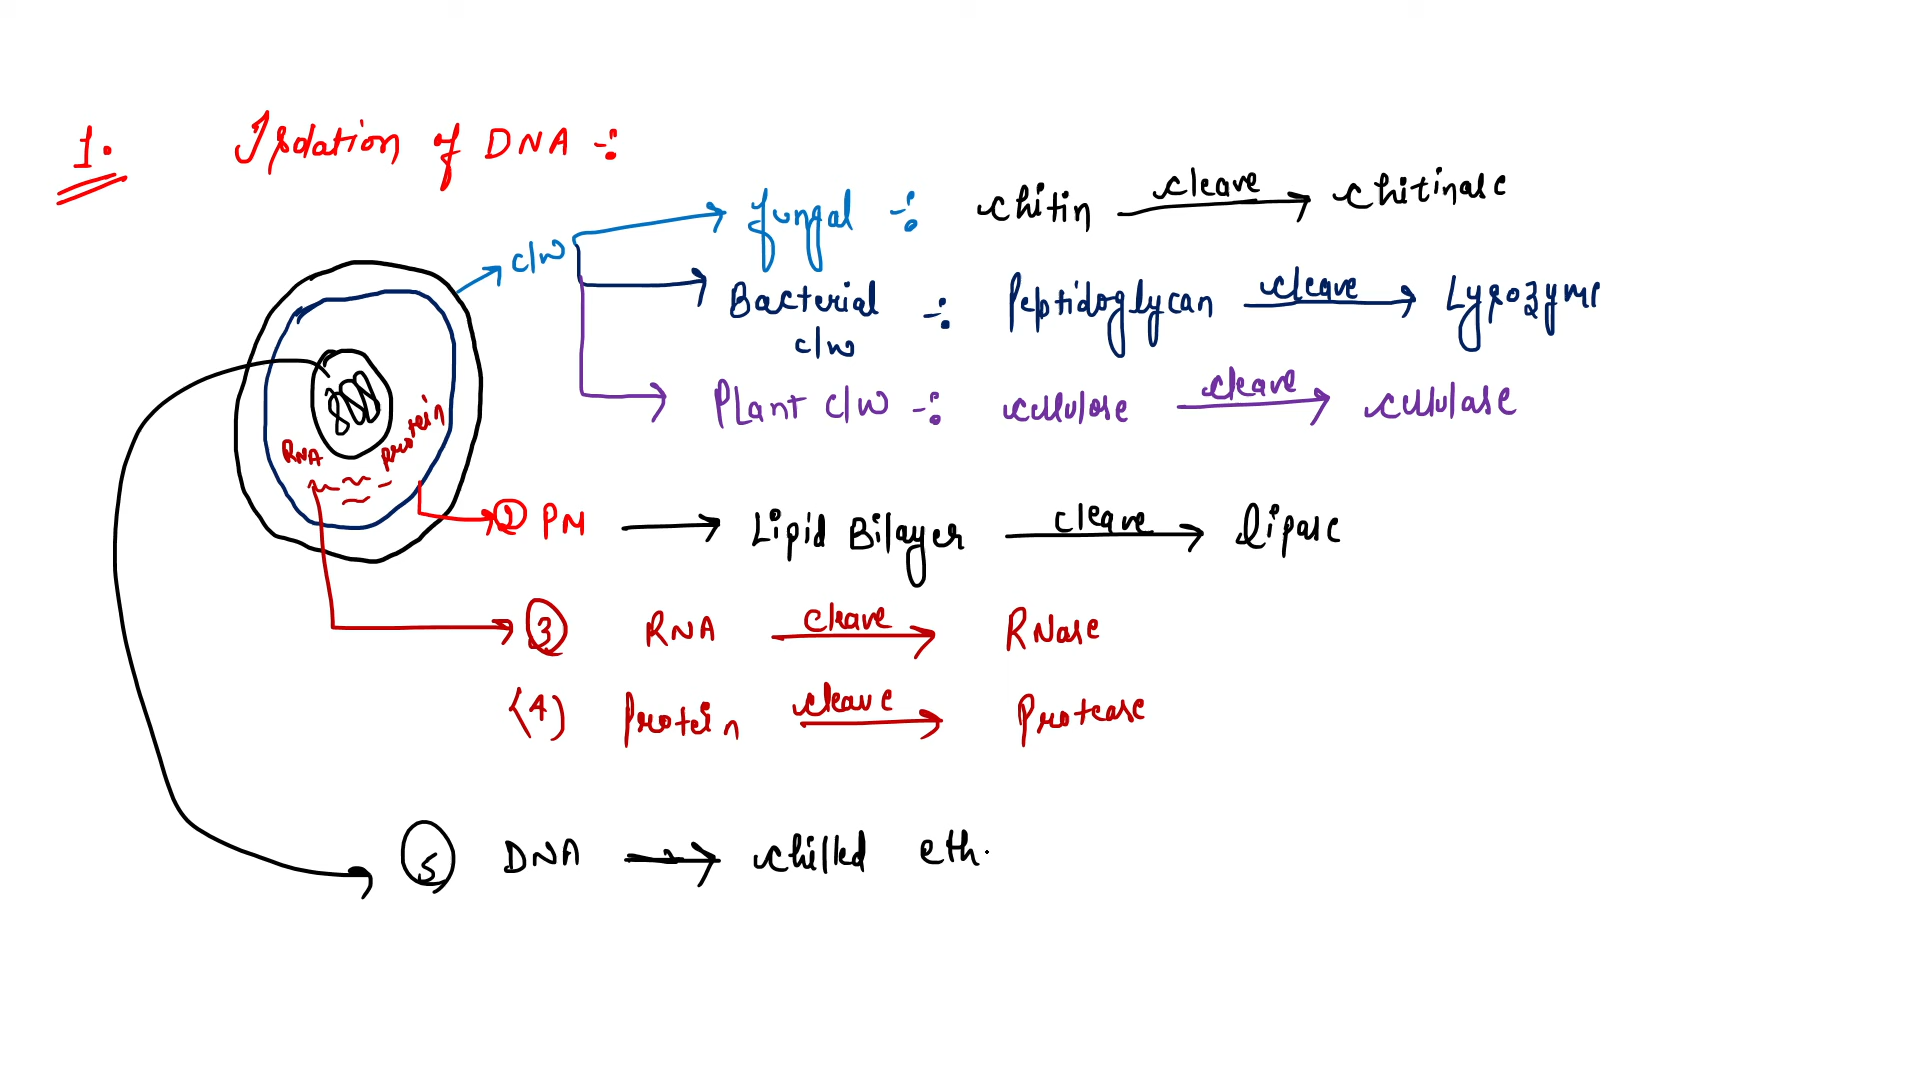 1. Isolation of DNA :-
c/w
fungal :- chitin cleave chitinase
Bacterial c/w :- Peptidoglycan cleave Lysozyme
Plant c/w :- cellulose cleave cellulase
RNA protein
② PM Lipid Bilayer cleave lipase
③ RNA cleave RNase
(4) Protein cleave Protease
⑤ DNA chilled eth.